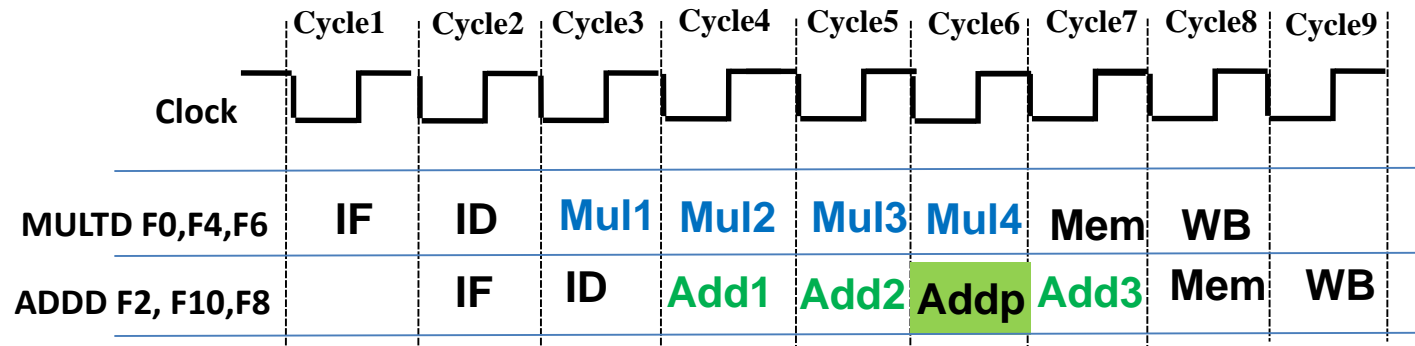 Cycle1 Cycle2 Cycle3 Cycle4 Cycle5 Cycle6 Cycle7 Cycle8 Cycle9
Clock
MULTD F0,F4,F6 IF ID Mul1 Mul2 Mul3 Mul4 Mem WB
ADDD F2, F10,F8 IF ID Add1 Add2 Addp Add3 Mem WB